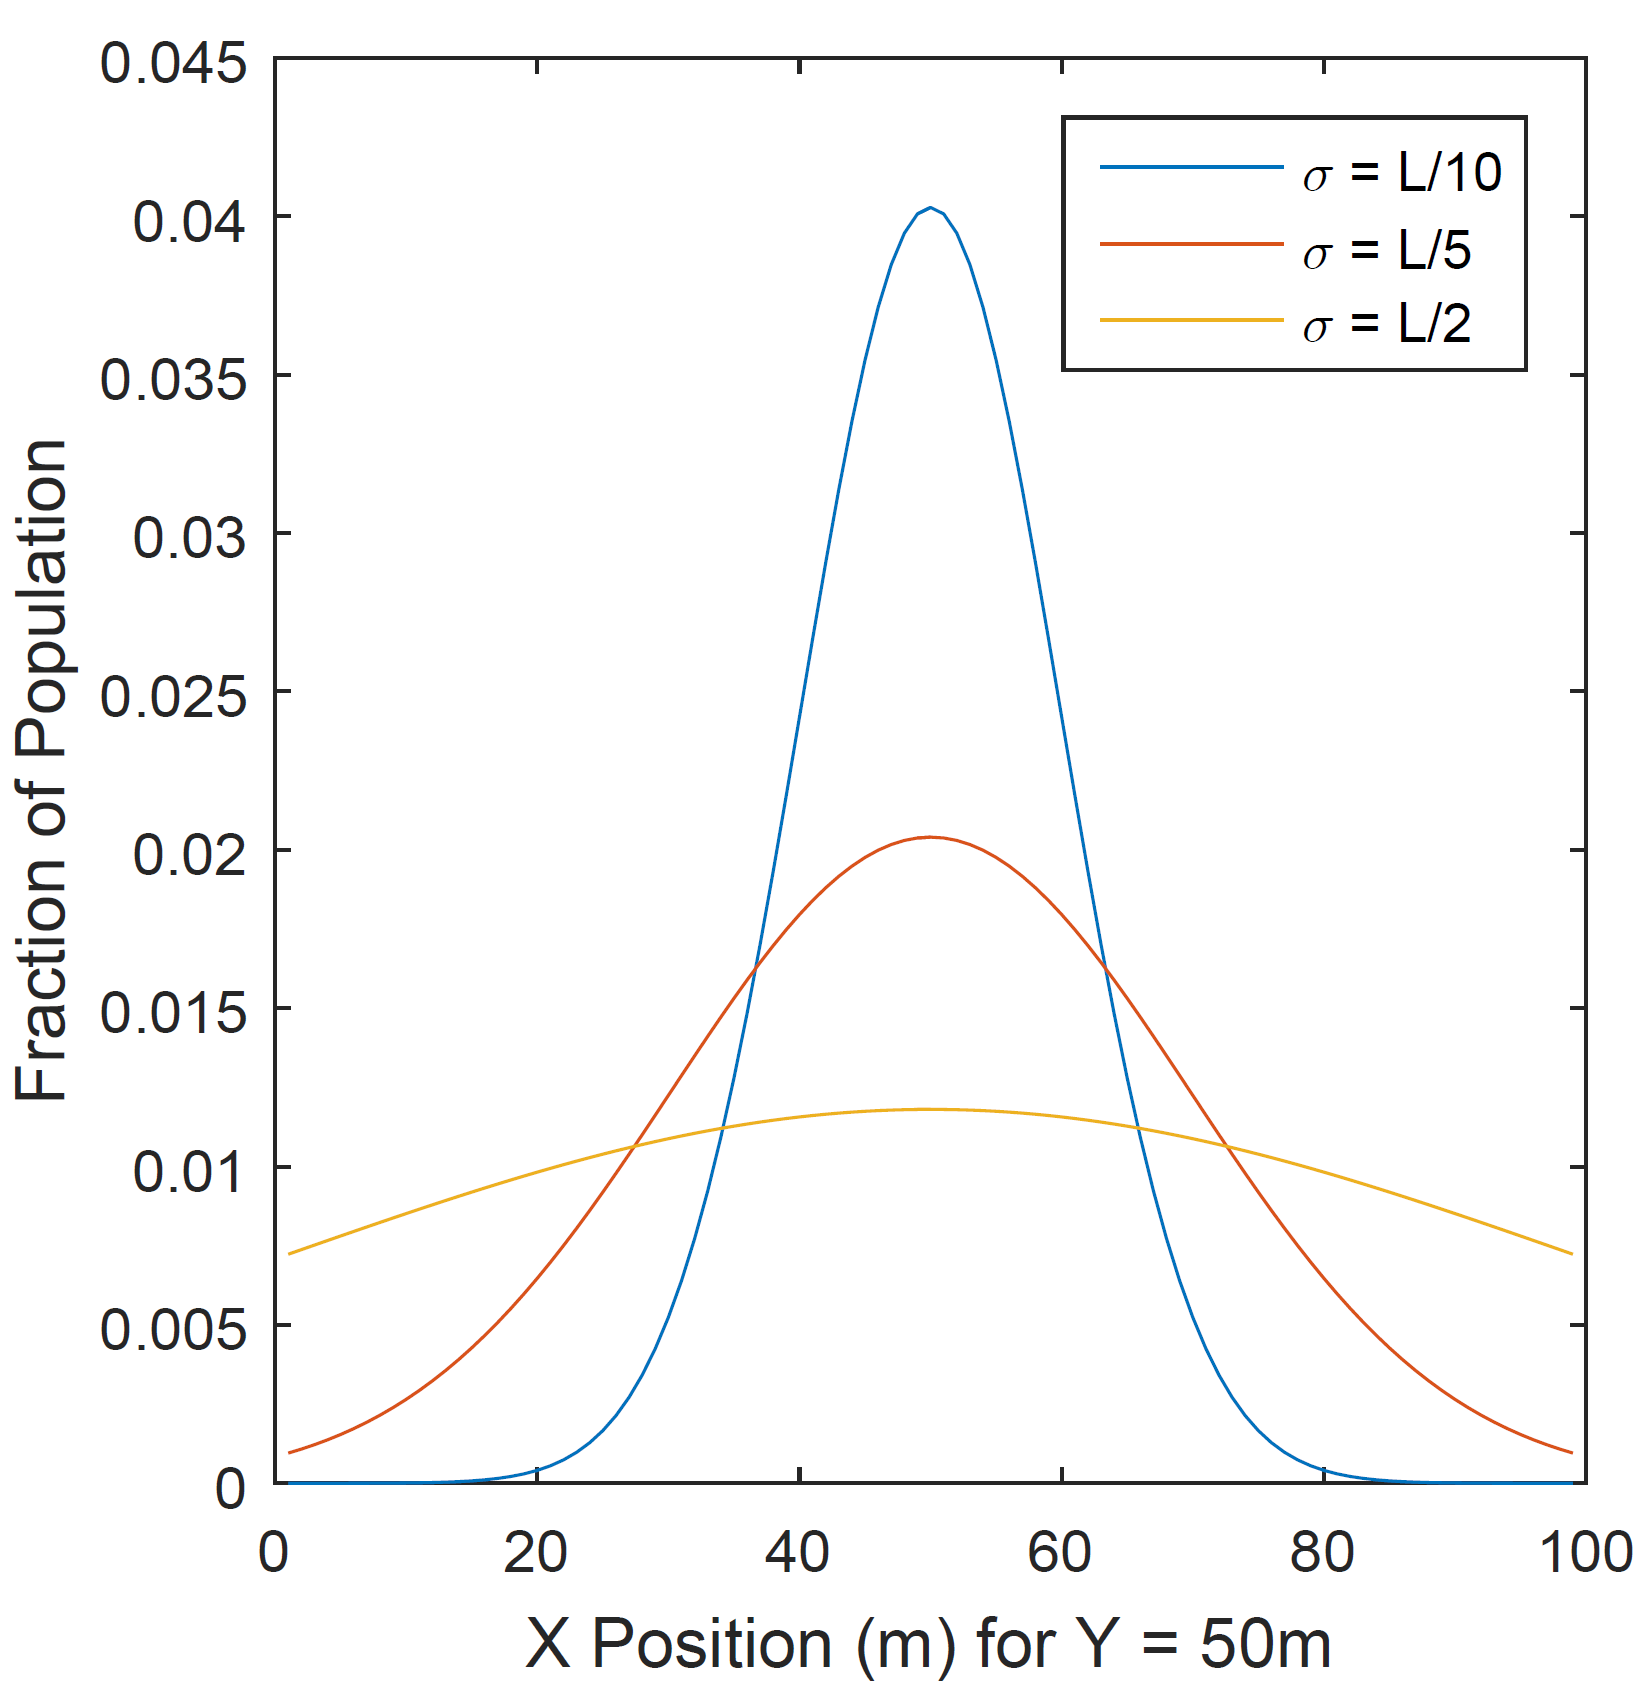 0.045
0.04
0.035
0.03
0.025
0.02
0.015
0.01
0.005
0
Fraction of Population
σ = L/10
σ = L/5
σ = L/2
0 20 40 60 80 100
X Position (m) for Y = 50m